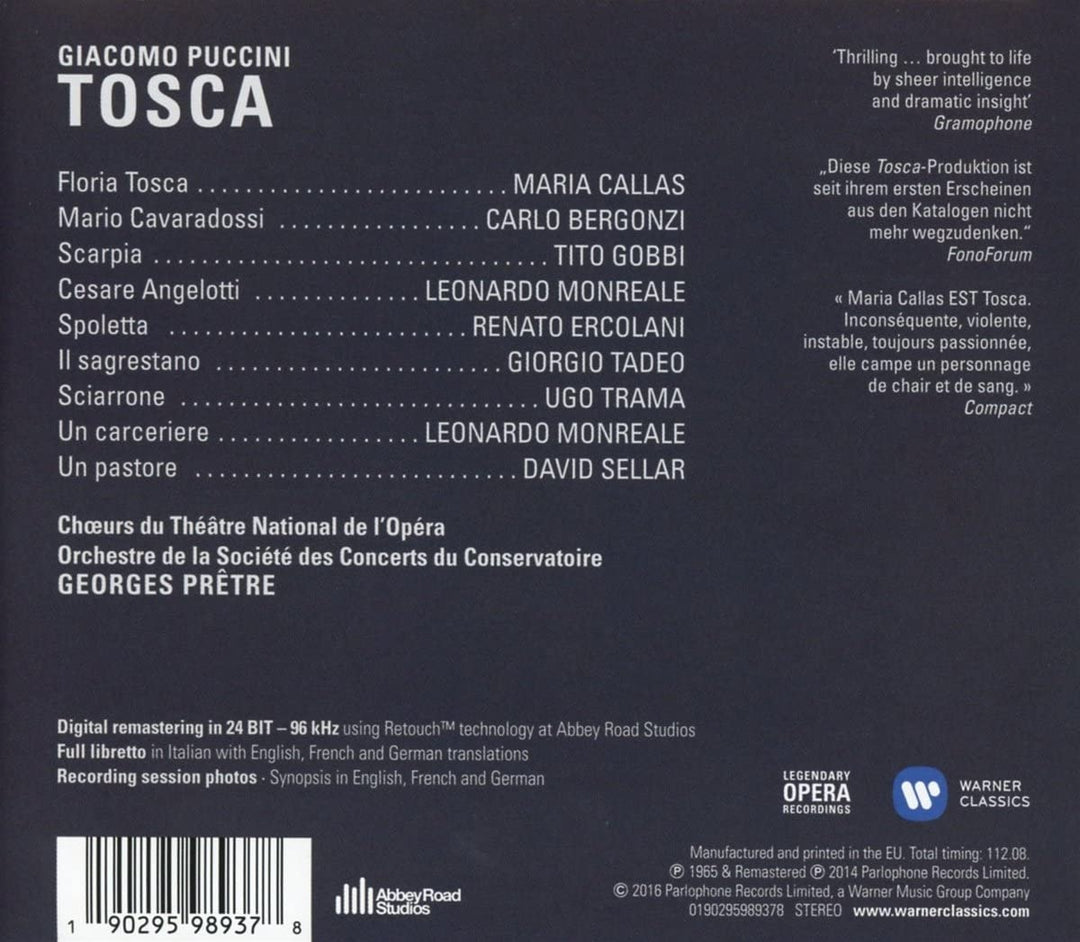 GIACOMO PUCCINI
TOSCA
Floria Tosca ............................... MARIA CALLAS
Mario Cavaradossi .................... CARLO BERGONZI
Scarpia ....................................... TITO GOBBI
Cesare Angelotti ................ LEONARDO MONREALE
Spoletta .............................. RENATO ERCOLANI
Il sagrestano ............................. GIORGIO TADEO
Sciarrone .................................... UGO TRAMA
Un carceriere .................... LEONARDO MONREALE
Un pastore ................................ DAVID SELLAR
Chœurs du Théâtre National de l'Opéra
Orchestre de la Société des Concerts du Conservatoire
GEORGES PRÊTRE
'Thrilling ... brought to life
by sheer intelligence
and dramatic insight'
Gramophone
„Diese Tosca-Produktion ist
seit ihrem ersten Erscheinen
aus den Katalogen nicht
mehr wegzudenken.“
FonoForum
« Maria Callas EST Tosca.
Inconséquente, violente,
instable, toujours passionnée,
elle campe un personnage
de chair et de sang. »
Compact
Digital remastering in 24 BIT – 96 kHz using Retouch™ technology at Abbey Road Studios
Full libretto in Italian with English, French and German translations
Recording session photos · Synopsis in English, French and German
LEGENDARY
OPERA
RECORDINGS
WARNER
CLASSICS
1 90295 98937 8
Abbey Road
Studios
Manufactured and printed in the EU. Total timing: 112.08.
℗ 1965 & Remastered ℗ 2014 Parlophone Records Limited.
© 2016 Parlophone Records Limited, a Warner Music Group Company
0190295989378 STEREO www.warnerclassics.com